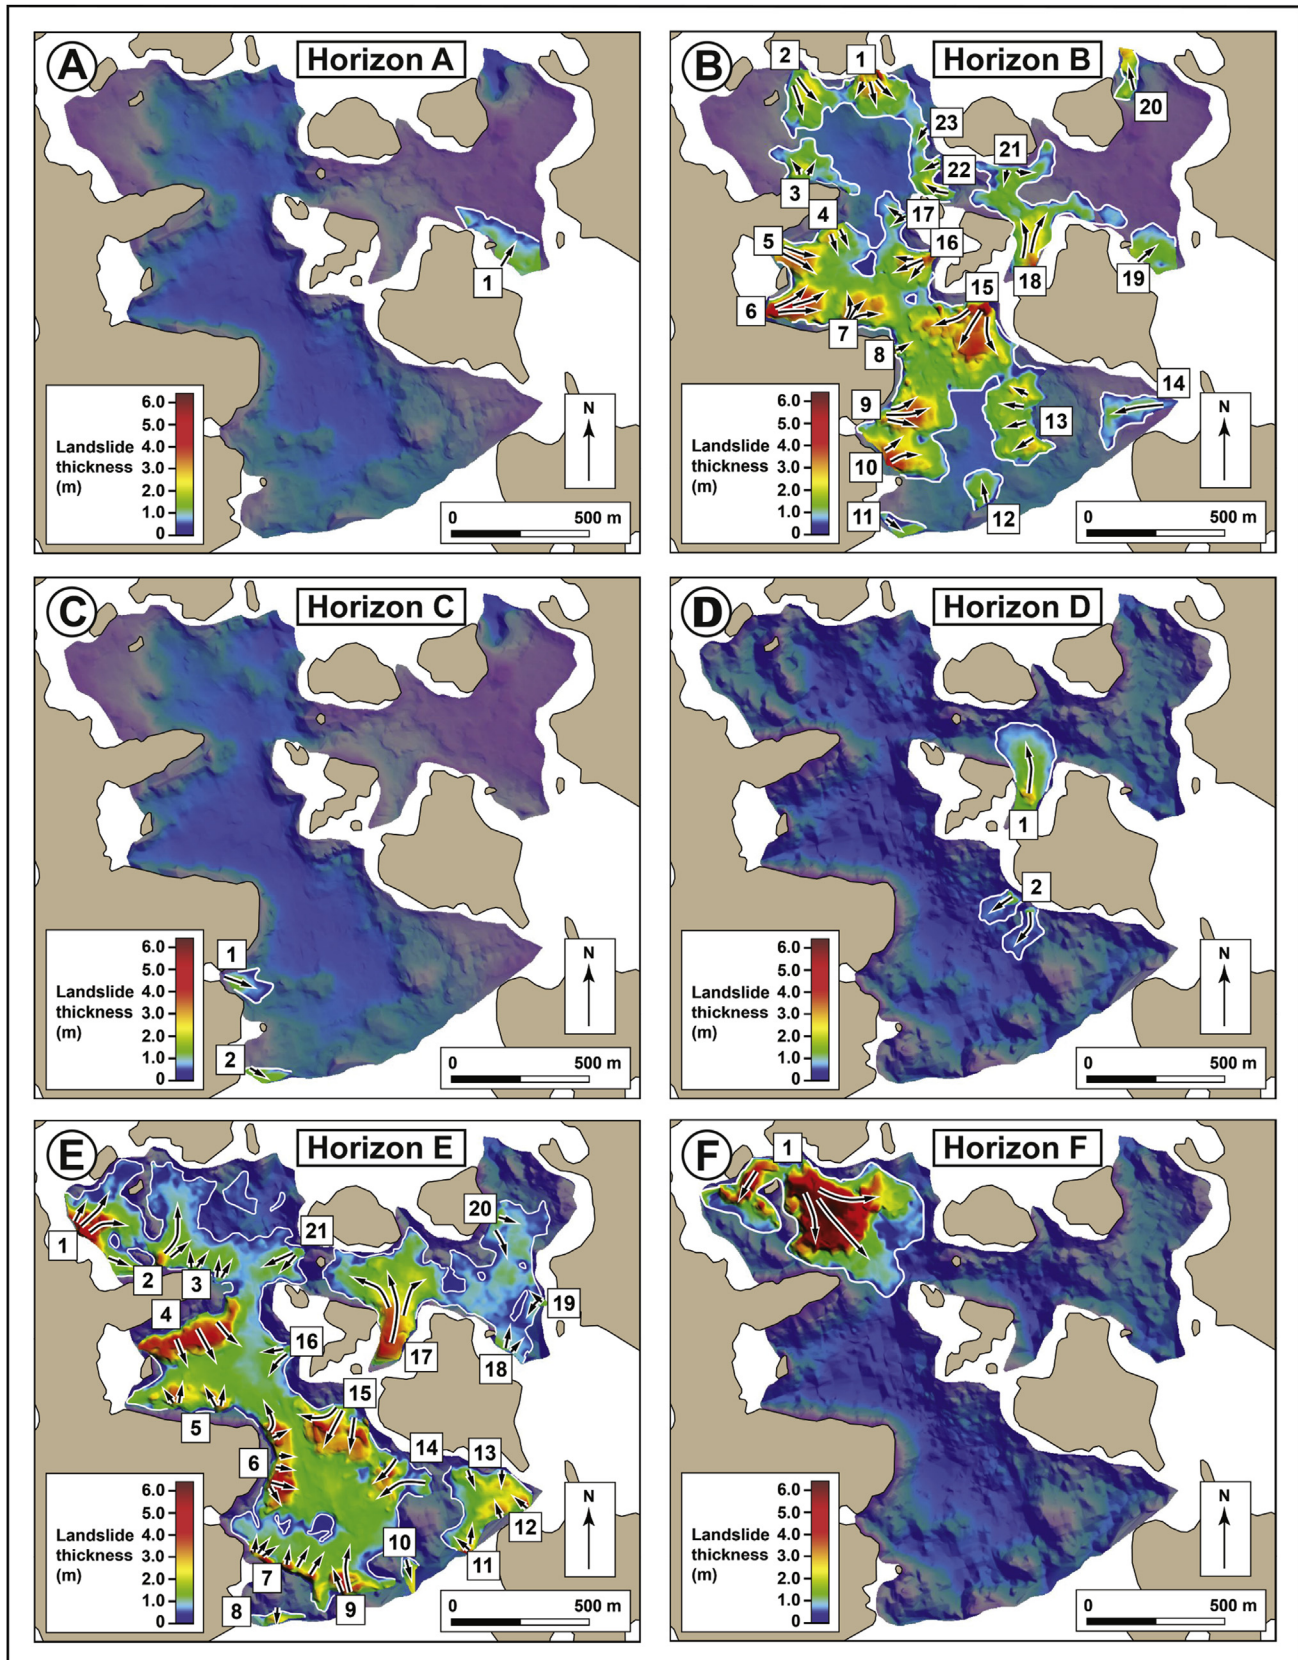 A
Horizon A
1
Landslide
thickness
(m)
6.0
5.0
4.0
3.0
2.0
1.0
0
N
0 500 m
B
Horizon B
2
1
20
23
21
22
3
4
17
5
16
15
18
19
6
7
8
14
9
13
10
11
12
Landslide
thickness
(m)
6.0
5.0
4.0
3.0
2.0
1.0
0
N
0 500 m
C
Horizon C
1
2
Landslide
thickness
(m)
6.0
5.0
4.0
3.0
2.0
1.0
0
N
0 500 m
D
Horizon D
1
2
Landslide
thickness
(m)
6.0
5.0
4.0
3.0
2.0
1.0
0
N
0 500 m
E
Horizon E
20
21
1
2
3
19
4
16
17
18
15
5
14
13
6
10
12
11
7
8
9
Landslide
thickness
(m)
6.0
5.0
4.0
3.0
2.0
1.0
0
N
0 500 m
F
Horizon F
1
Landslide
thickness
(m)
6.0
5.0
4.0
3.0
2.0
1.0
0
N
0 500 m